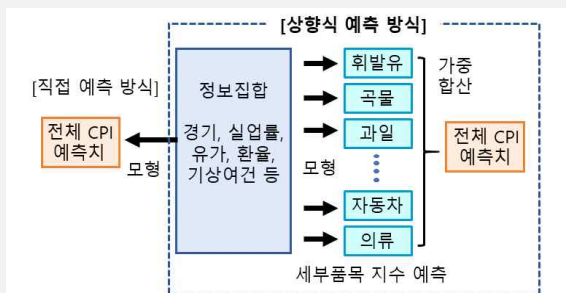 [상향식 예측 방식]
[직접 예측 방식]
전체 CPI
예측치
모형
정보집합
경기, 실업률,
유가, 환율,
기상여건 등
모형
휘발유
곡물
과일
자동차
의류
세부품목 지수 예측
가중
합산
전체 CPI
예측치